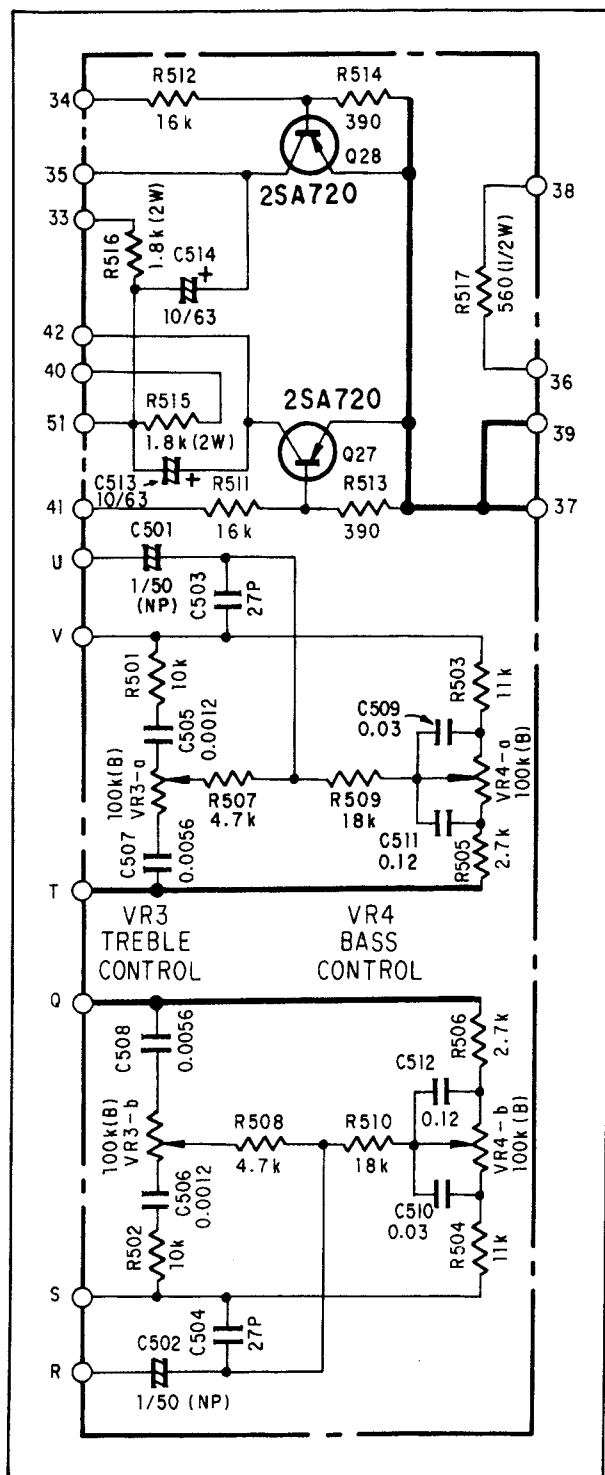 R512
R514
34
16k
390
Q28
35
2SA720
33
38
R516
1.8k(2W)
C514
+
10/63
R517
560(1/2W)
42
40
36
R515
2SA720
51
39
1.8k(2W)
Q27
C513
10/63
+
R511
R513
41
37
16k
390
C501
U
1/50
(NP)
C503
27P
V
R501
10k
R503
11k
C505
0.0012
C509
0.03
100k(B)
VR3-a
R507
4.7k
R509
18k
VR4-a
100k(B)
C507
0.0056
C511
0.12
R505
2.7k
T
VR3
TREBLE
CONTROL
VR4
BASS
CONTROL
Q
C508
0.0056
R506
2.7k
C512
0.12
100k(B)
VR3-b
R508
4.7k
R510
18k
VR4-b
100k(B)
C506
0.0012
C510
0.03
R502
10k
R504
11k
S
C504
27P
C502
R
1/50 (NP)